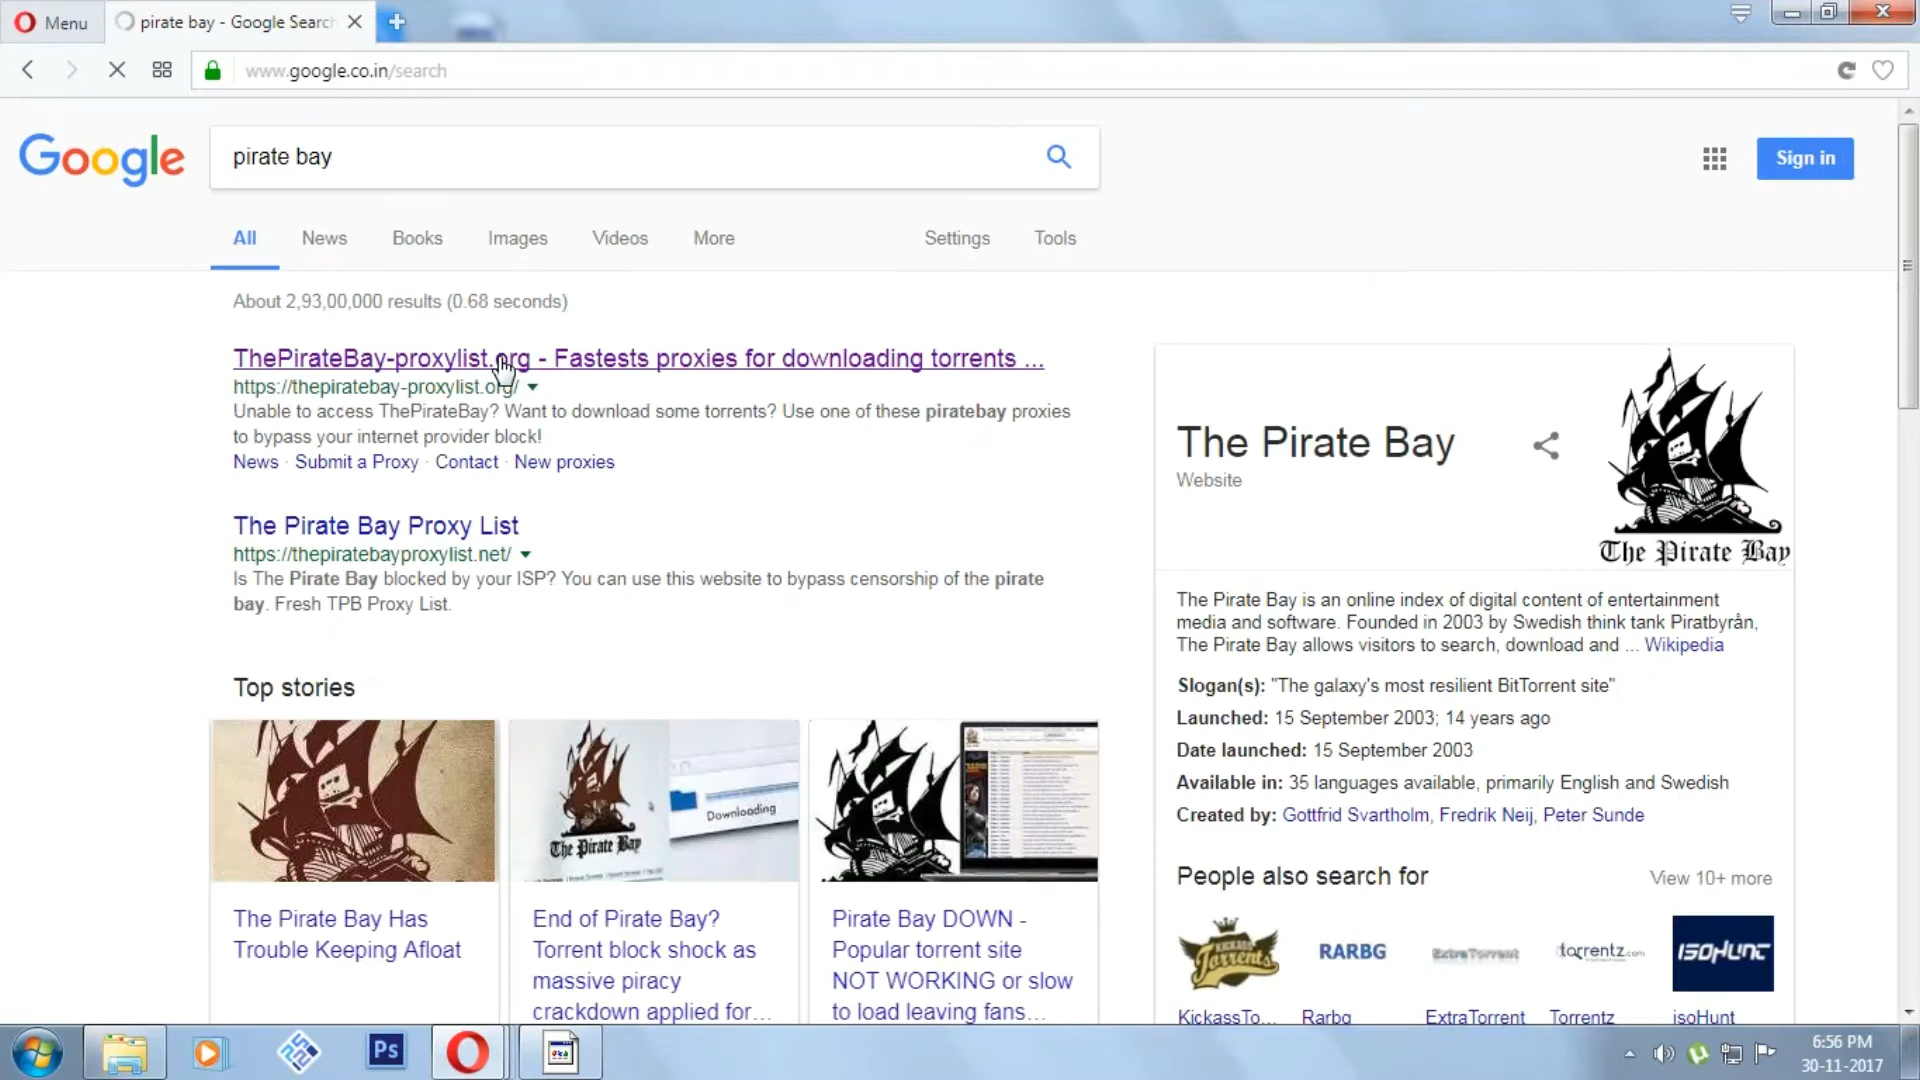 Menu
pirate bay - Google Search
www.google.co.in/search
Google
pirate bay
Sign in
All
News
Books
Images
Videos
More
Settings
Tools
About 2,93,00,000 results (0.68 seconds)
ThePirateBay-proxylist.org - Fastests proxies for downloading torrents ...
https://thepiratebay-proxylist.org/
Unable to access ThePirateBay? Want to download some torrents? Use one of these piratebay proxies
to bypass your internet provider block!
News · Submit a Proxy · Contact · New proxies
The Pirate Bay Proxy List
https://thepiratebayproxylist.net/
Is The Pirate Bay blocked by your ISP? You can use this website to bypass censorship of the pirate
bay. Fresh TPB Proxy List.
Top stories
The Pirate Bay
Downloading
The Pirate Bay Has
Trouble Keeping Afloat
End of Pirate Bay?
Torrent block shock as
massive piracy
crackdown applied for...
Pirate Bay DOWN -
Popular torrent site
NOT WORKING or slow
to load leaving fans...
The Pirate Bay
Website
The Pirate Bay
The Pirate Bay is an online index of digital content of entertainment
media and software. Founded in 2003 by Swedish think tank Piratbyrån,
The Pirate Bay allows visitors to search, download and ... Wikipedia
Slogan(s): "The galaxy's most resilient BitTorrent site"
Launched: 15 September 2003; 14 years ago
Date launched: 15 September 2003
Available in: 35 languages available, primarily English and Swedish
Created by: Gottfrid Svartholm, Fredrik Neij, Peter Sunde
People also search for
View 10+ more
KICKASS
Torrents
RARBG
ExtraTorrent
torrentz.com
ISOHUNT
KickassTo...
Rarbg
ExtraTorrent
Torrentz
isoHunt
Ps
6:56 PM
30-11-2017